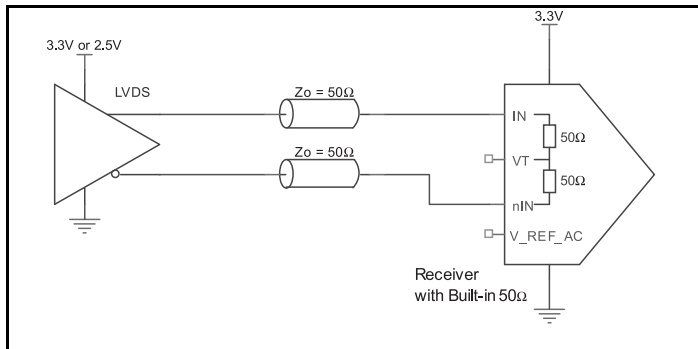 3.3V or 2.5V
3.3V
LVDS
Zo = 50Ω
IN
50Ω
Zo = 50Ω
VT
50Ω
nIN
V_REF_AC
Receiver
with Built-in 50Ω